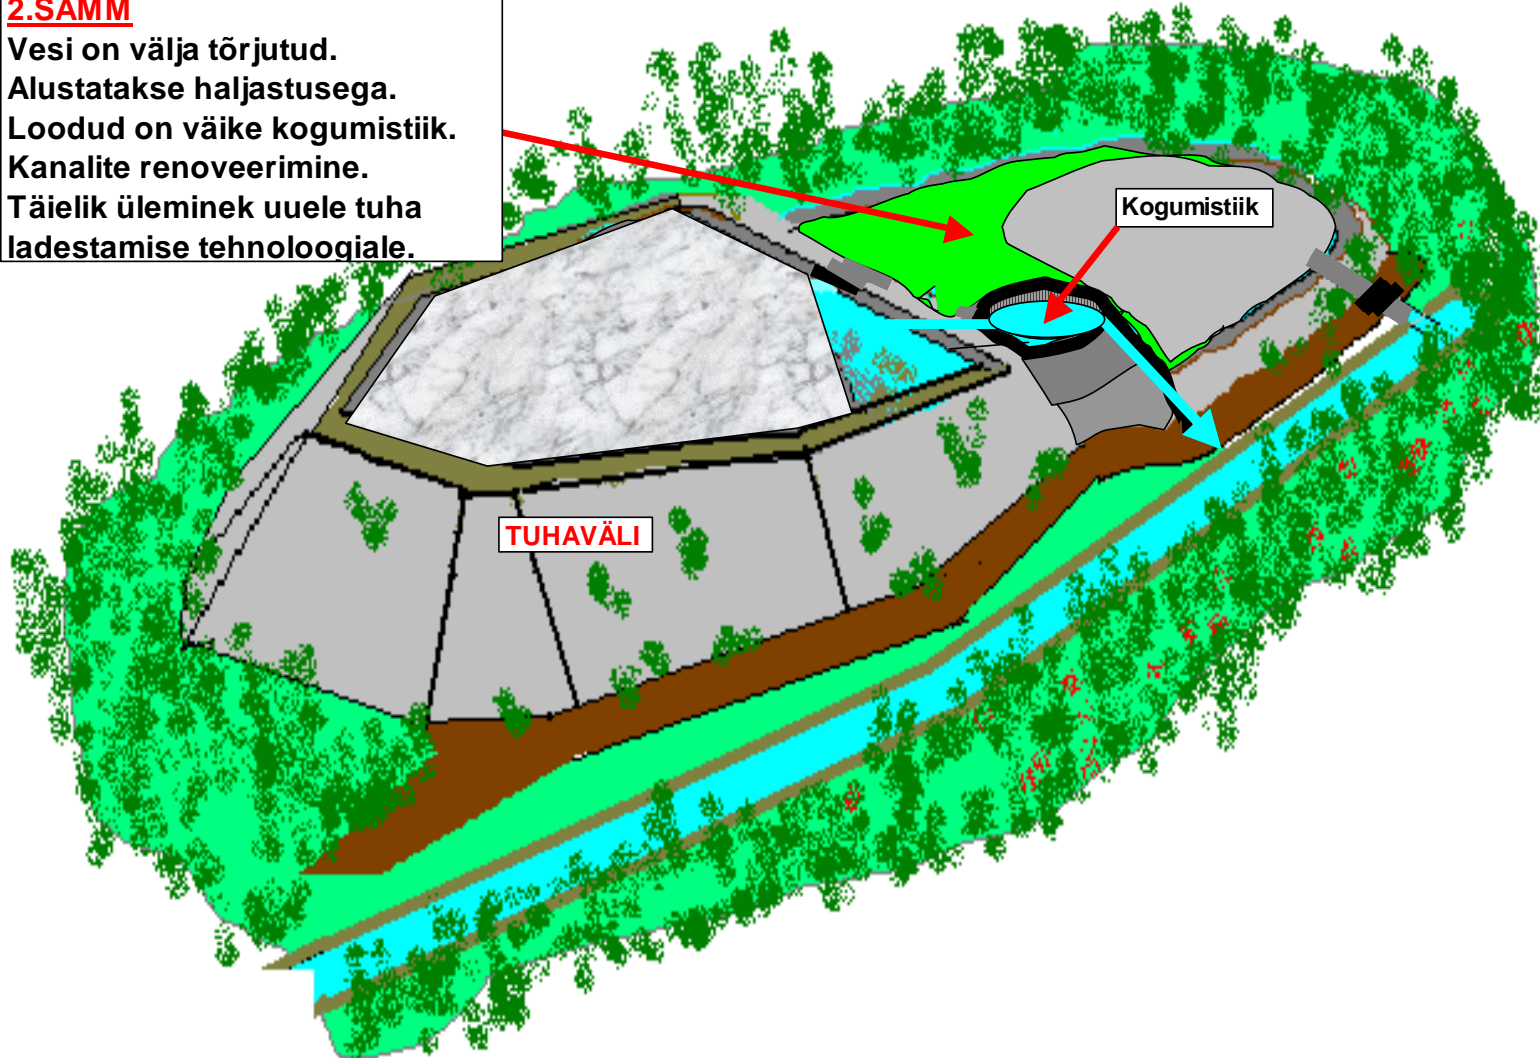 2.SAMM
Vesi on välja tõrjutud.
Alustatakse haljastusega.
Loodud on väike kogumistiik.
Kanalite renoveerimine.
Täielik üleminek uuele tuha
ladestamise tehnoloogiale.
Kogumistiik
TUHAVÄLI